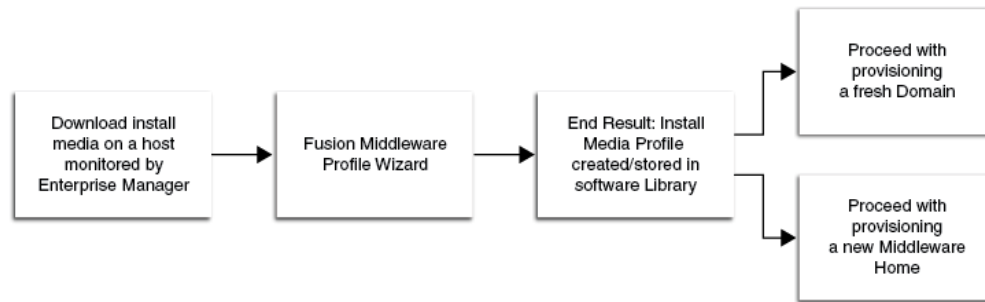 Download install
media on a host
monitored by
Enterprise Manager
Fusion Middleware
Profile Wizard
End Result: Install
Media Profile
created/stored in
software Library
Proceed with
provisioning
a fresh Domain
Proceed with
provisioning
a new Middleware
Home